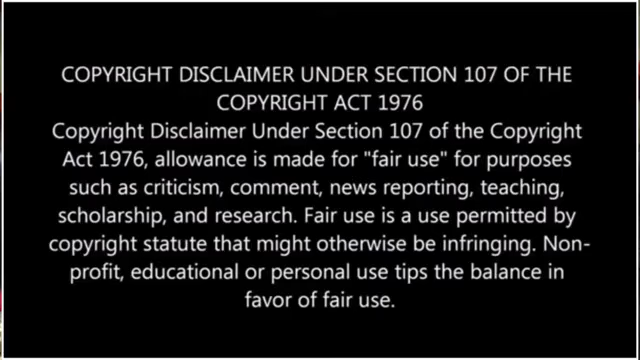 COPYRIGHT DISCLAIMER UNDER SECTION 107 OF THE
COPYRIGHT ACT 1976
Copyright Disclaimer Under Section 107 of the Copyright
Act 1976, allowance is made for "fair use" for purposes
such as criticism, comment, news reporting, teaching,
scholarship, and research. Fair use is a use permitted by
copyright statute that might otherwise be infringing. Non-
profit, educational or personal use tips the balance in
favor of fair use.